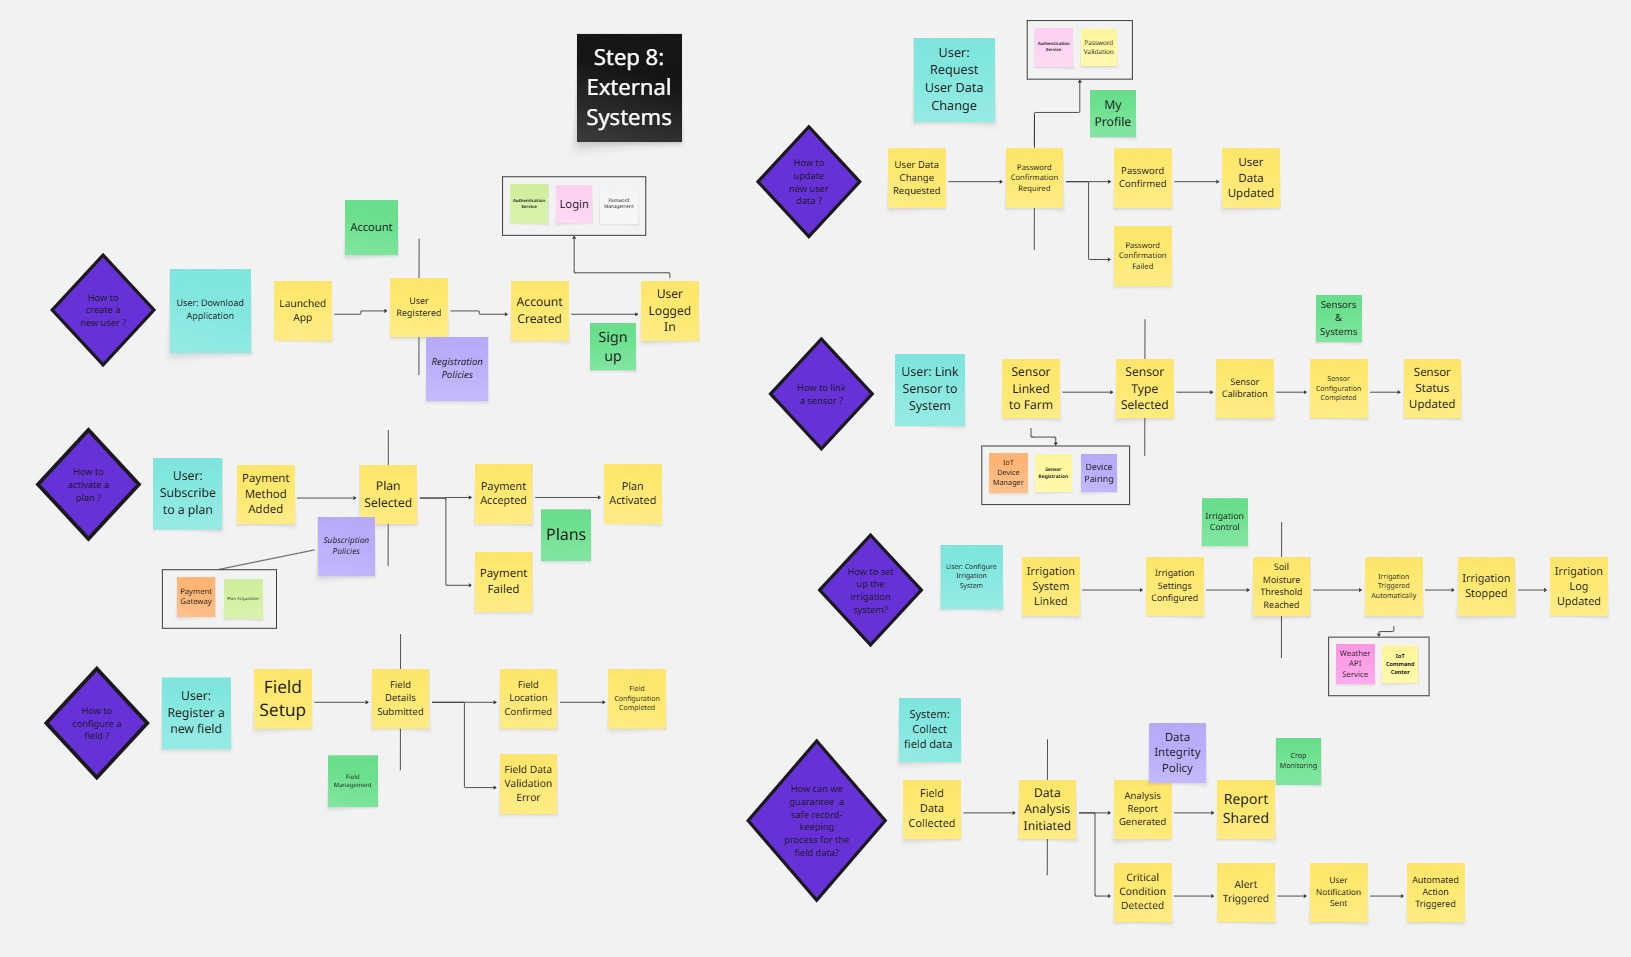 Step 8:
External
Systems
Account
Authentication
Service
Login
Password
Management
How to
create a
new user ?
User: Download
Application
Launched
App
User
Registered
Account
Created
User
Logged
In
Sign
up
Registration
Policies
How to
activate a
plan ?
User:
Subscribe
to a plan
Payment
Method
Added
Plan
Selected
Payment
Accepted
Plan
Activated
Plans
Subscription
Policies
Payment
Failed
Payment
Gateway
Plan Acquisition
How to
configure a
field ?
User:
Register a
new field
Field
Setup
Field
Details
Submitted
Field
Location
Confirmed
Field
Configuration
Completed
Field
Management
Field Data
Validation
Error
User:
Request
User Data
Change
Authentication
Service
Password
Validation
My
Profile
How to
update
new user
data ?
User Data
Change
Requested
Password
Confirmation
Required
Password
Confirmed
User
Data
Updated
Password
Confirmation
Failed
Sensors
&
Systems
How to link
a sensor ?
User: Link
Sensor to
System
Sensor
Linked
to Farm
Sensor
Type
Selected
Sensor
Calibration
Sensor
Configuration
Completed
Sensor
Status
Updated
IoT
Device
Manager
Sensor
Registration
Device
Pairing
Irrigation
Control
How to set
up the
irrigation
system?
User: Configure
Irrigation
System
Irrigation
System
Linked
Irrigation
Settings
Configured
Soil
Moisture
Threshold
Reached
Irrigation
Triggered
Automatically
Irrigation
Stopped
Irrigation
Log
Updated
Weather
API
Service
IoT
Command
Center
System:
Collect
field data
Data
Integrity
Policy
Crop
Monitoring
How can we
guarantee a
safe record-
keeping
process for the
field data?
Field
Data
Collected
Data
Analysis
Initiated
Analysis
Report
Generated
Report
Shared
Critical
Condition
Detected
Alert
Triggered
User
Notification
Sent
Automated
Action
Triggered